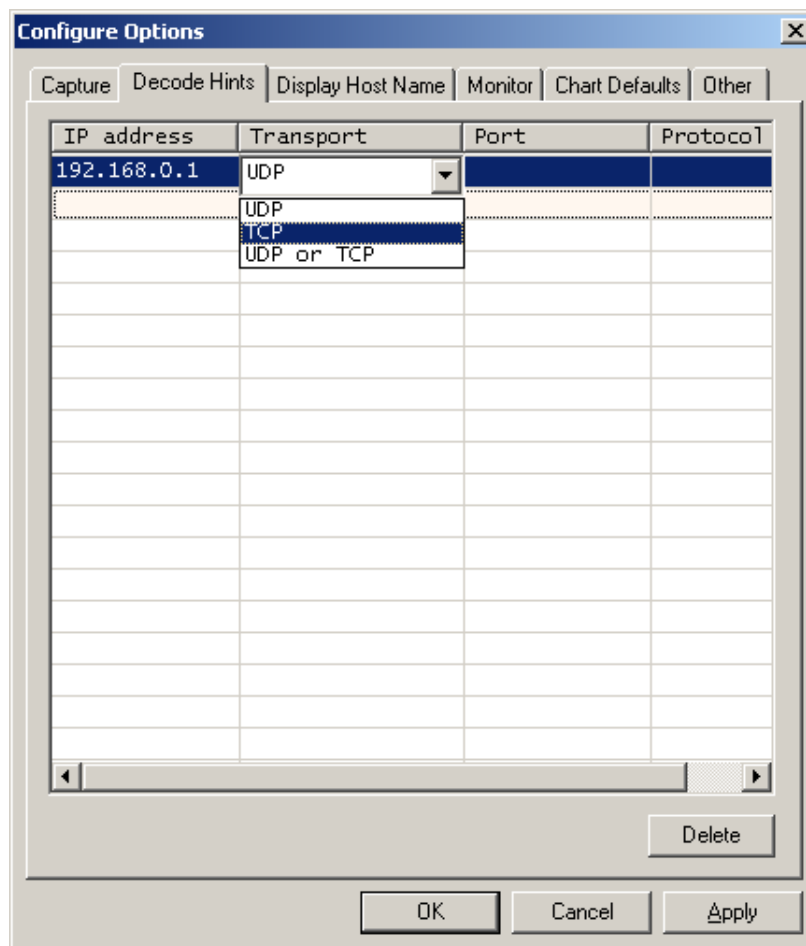 Configure Options
Capture Decode Hints Display Host Name Monitor Chart Defaults Other
IP address Transport Port Protocol
192.168.0.1 UDP
UDP
TCP
UDP or TCP
Delete
OK Cancel Apply